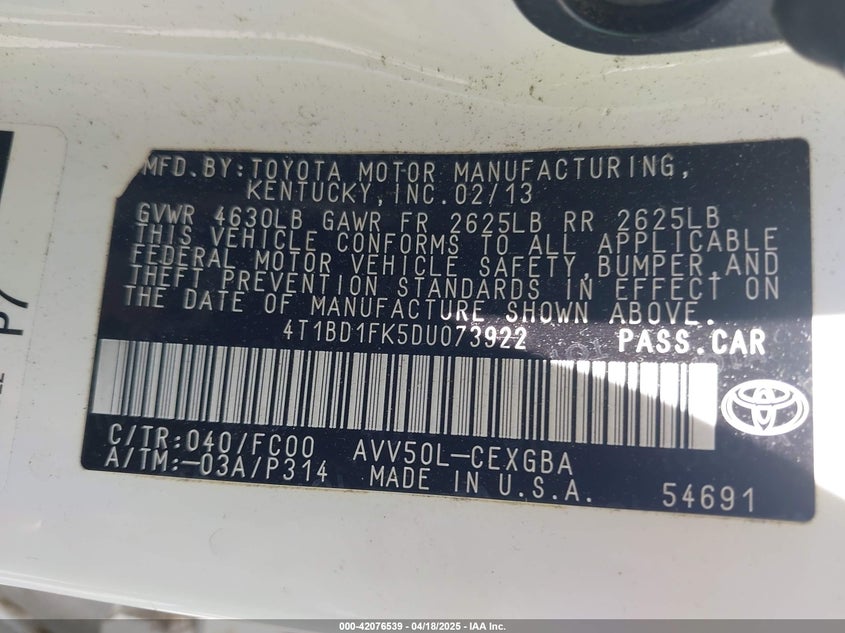 MFD.BY:TOYOTA MOTOR MANUFACTURING,
KENTUCKY,INC.02/13
GVWR 4630LB GAWR FR 2625LB RR 2625LB
THIS VEHICLE CONFORMS TO ALL APPLICABLE
FEDERAL MOTOR VEHICLE SAFETY,BUMPER,AND
THEFT PREVENTION STANDARDS IN EFFECT ON
THE DATE OF MANUFACTURE SHOWN ABOVE.
4T1BD1FK5DU073922 PASS.CAR
C/TR:040/FC00 AVV50L-CEXGBA
A/TM:-03A/P314 MADE IN U.S.A. 54691
P7
000-42076539 - 04/18/2025 - IAA Inc.